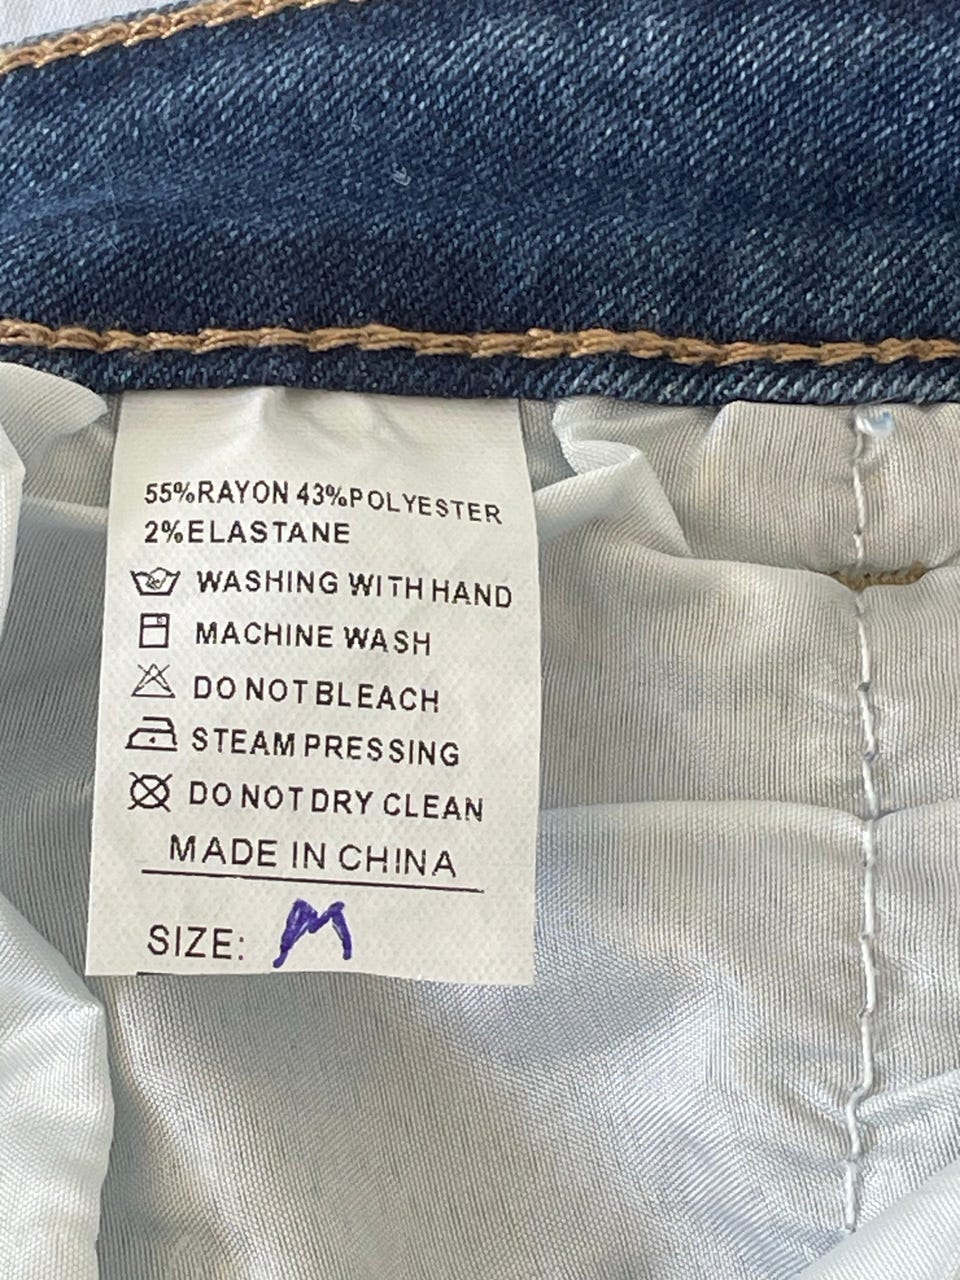 55%RAYON 43%POLYESTER
2%ELASTANE
WASHING WITH HAND
MACHINE WASH
DO NOT BLEACH
STEAM PRESSING
DO NOT DRY CLEAN
MADE IN CHINA
SIZE: M